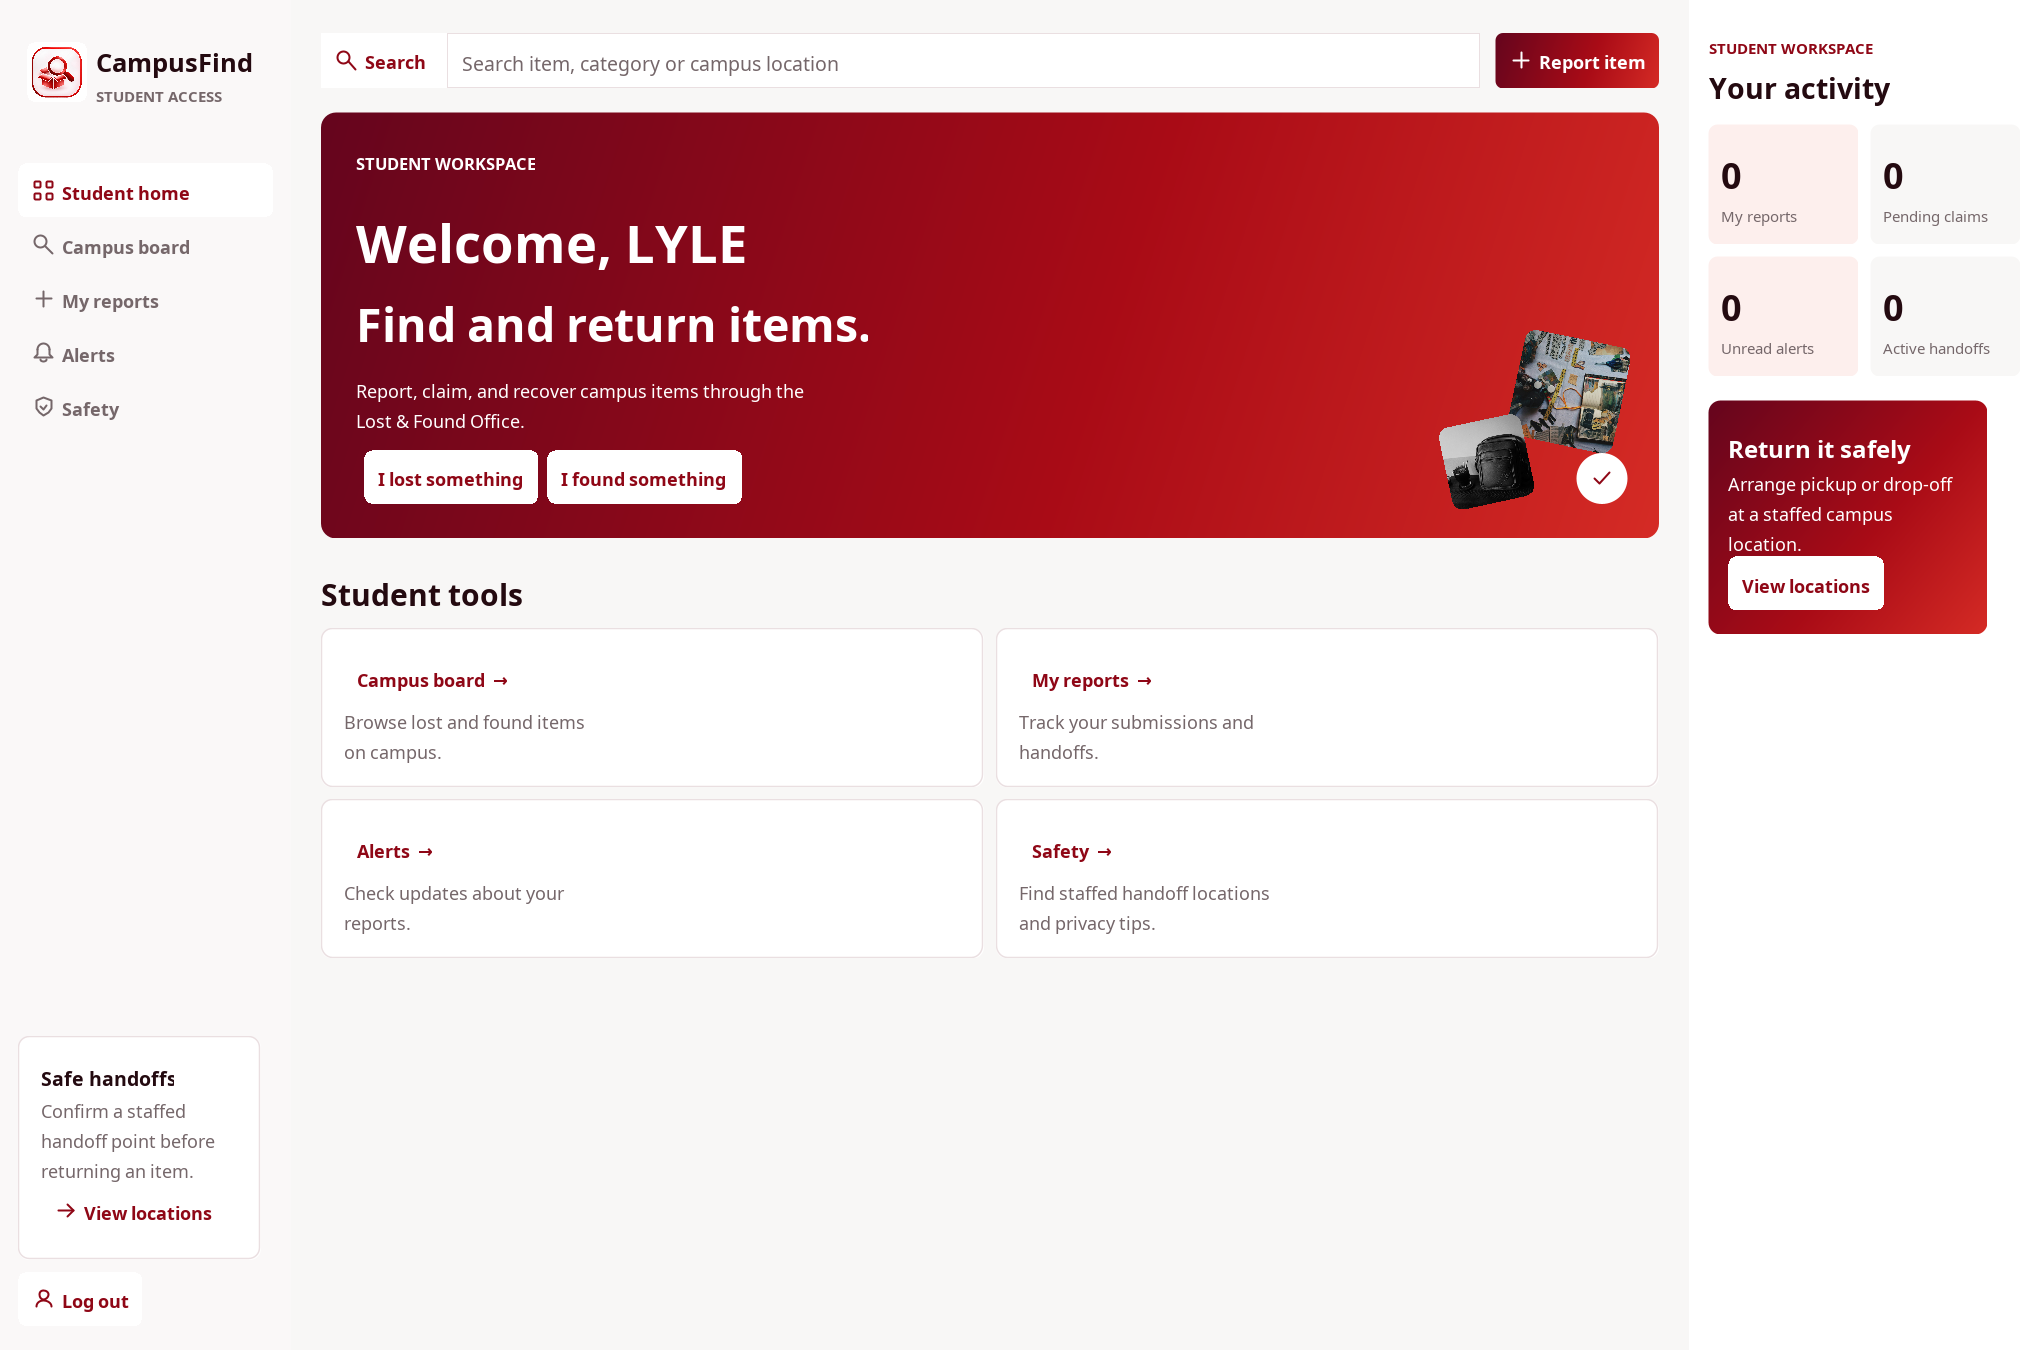 CampusFind
STUDENT ACCESS
Student home
Campus board
My reports
Alerts
Safety
Safe handoffs
Confirm a staffed
handoff point before
returning an item.
View locations
Log out
Search
Search item, category or campus location
Report item
STUDENT WORKSPACE
Welcome, LYLE
Find and return items.
Report, claim, and recover campus items through the
Lost & Found Office.
I lost something
I found something
Student tools
Campus board →
Browse lost and found items
on campus.
My reports →
Track your submissions and
handoffs.
Alerts →
Check updates about your
reports.
Safety →
Find staffed handoff locations
and privacy tips.
STUDENT WORKSPACE
Your activity
0
My reports
0
Pending claims
0
Unread alerts
0
Active handoffs
Return it safely
Arrange pickup or drop-off
at a staffed campus
location.
View locations